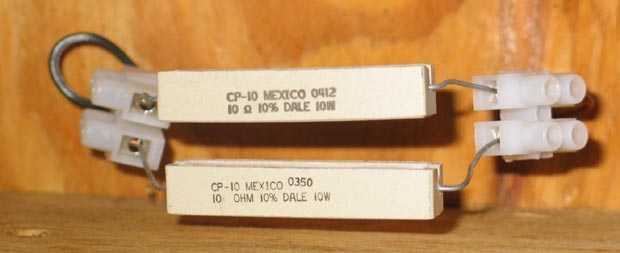 CP-10 MEXICO 0412
10 Ω 10% DALE 10W
CP-10 MEXICO 0350
10 OHM 10% DALE 10W